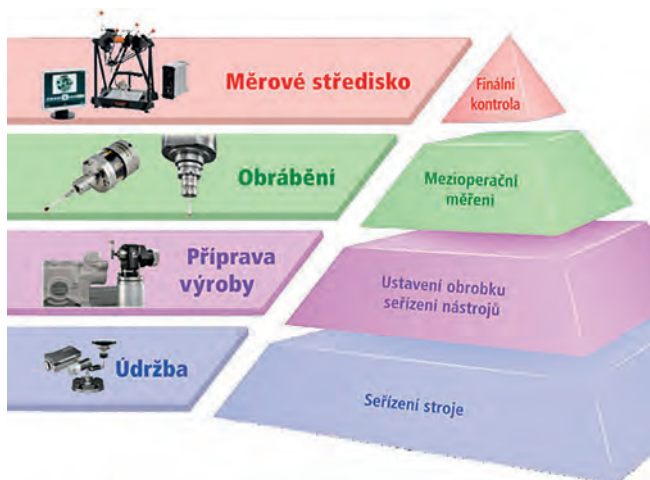 Měrové středisko
Finální
kontrola
Obrábění
Mezioperační
měření
Příprava
výroby
Ustavení obrobku
seřízení nástrojů
Údržba
Seřízení stroje